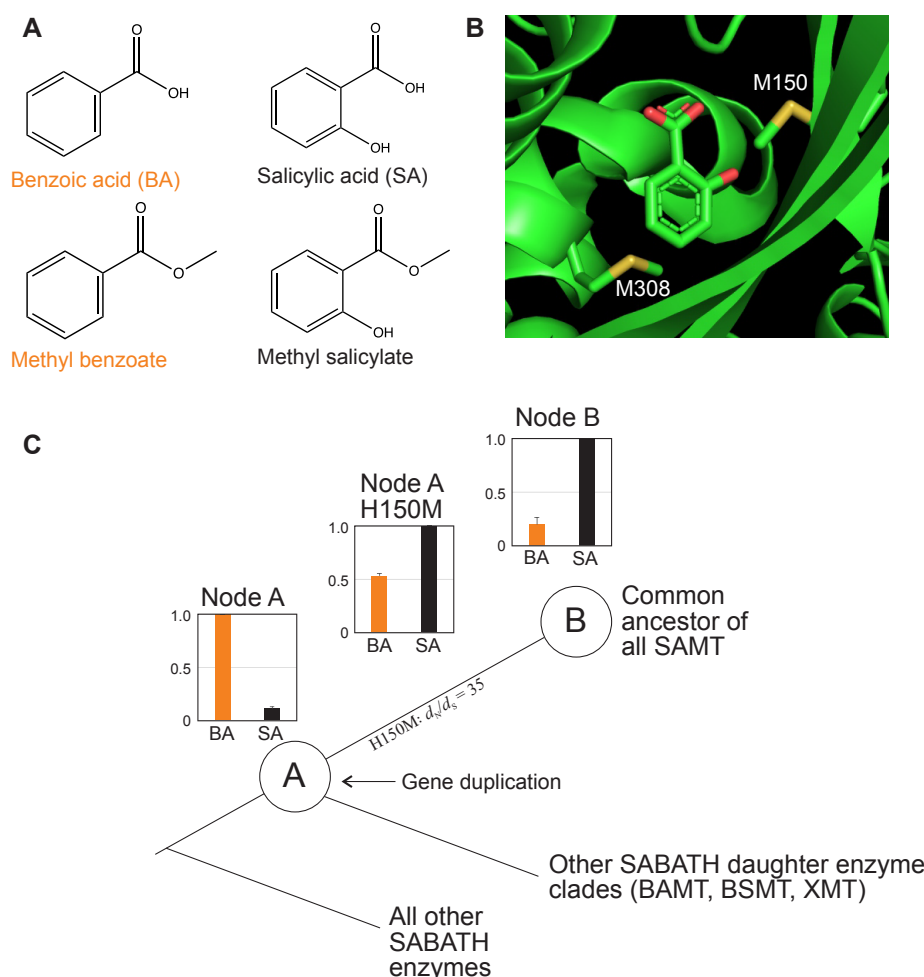 A
O
OH
Benzoic acid (BA)
O
OH
OH
Salicylic acid (SA)
O
O
Methyl benzoate
O
O
OH
Methyl salicylate
B
M150
M308
C
Node B
1.0
0.5
0
BA SA
Node A
H150M
1.0
0.5
0
BA SA
Node A
1.0
0.5
0
BA SA
B
Common
ancestor of
all SAMT
H150M: dN/dS = 35
A
Gene duplication
Other SABATH daughter enzyme
clades (BAMT, BSMT, XMT)
All other
SABATH
enzymes